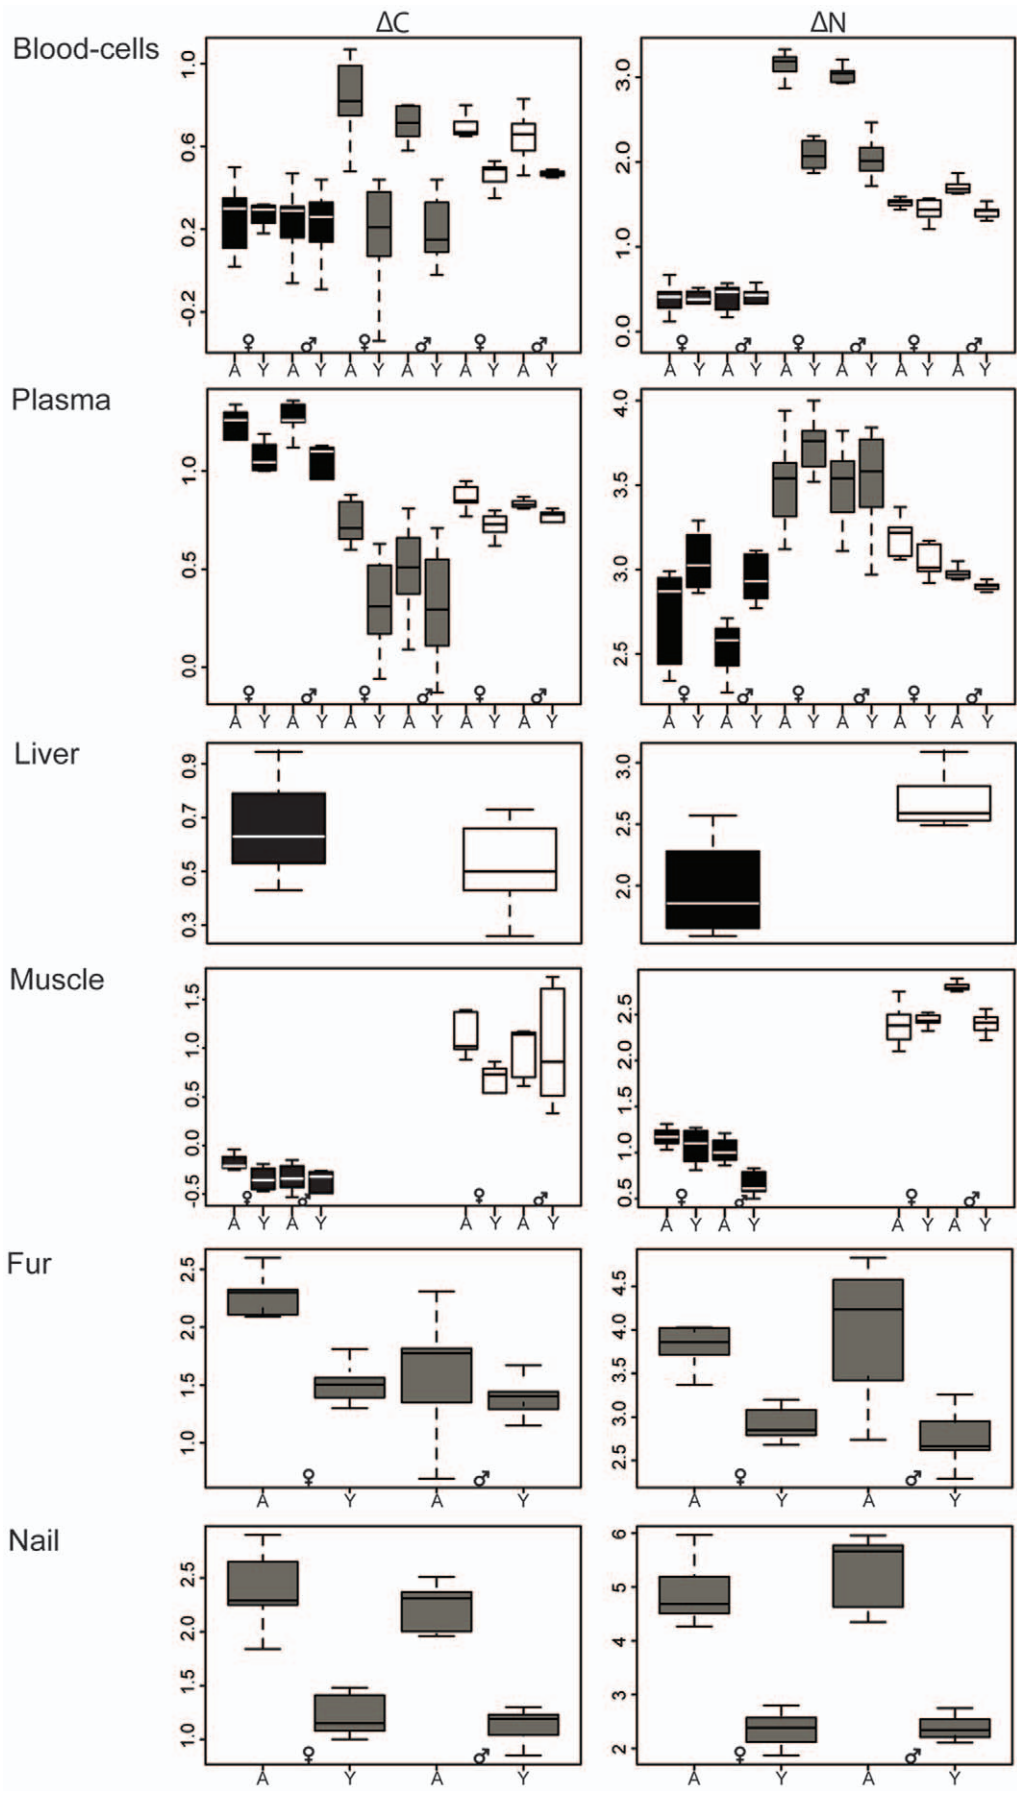 ΔC ΔN
Blood-cells
1.0
0.6
0.2
-0.2
3.0
2.0
1.0
0.0
♀ ♂ ♀ ♂ ♀ ♂
♀ ♂ ♀ ♂ ♀ ♂
A Y A Y A Y A Y A Y A Y
A Y A Y A Y A Y A Y A Y
Plasma
1.0
0.5
0.0
4.0
3.5
3.0
2.5
♀ ♂ ♀ ♂ ♀ ♂
♀ ♂ ♀ ♂ ♀ ♂
A Y A Y A Y A Y A Y A Y
A Y A Y A Y A Y A Y A Y
Liver
0.9
0.7
0.5
0.3
3.0
2.5
2.0
Muscle
1.5
1.0
0.5
0.0
-0.5
2.5
2.0
1.5
1.0
0.5
♀ ♂ ♀ ♂
♀ ♂ ♀ ♂
A Y A Y A Y A Y
A Y A Y A Y A Y
Fur
2.5
2.0
1.5
1.0
4.5
4.0
3.5
3.0
2.5
♀ ♂
♀ ♂
A Y A Y
A Y A Y
Nail
2.5
2.0
1.5
1.0
6
5
4
3
2
♀ ♂
♀ ♂
A Y A Y
A Y A Y